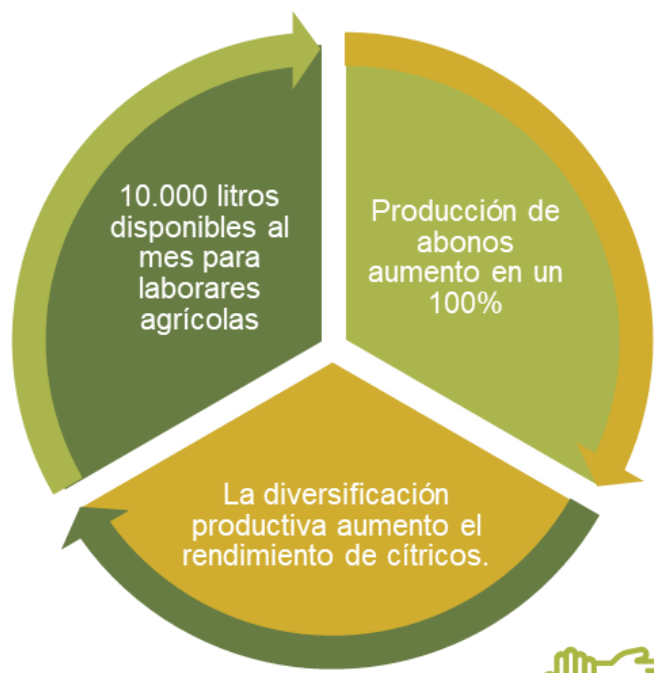 10.000 litros
disponibles al
mes para
laborares
agrícolas
Producción de
abonos
aumento en un
100%
La diversificación
productiva aumento el
rendimiento de cítricos.